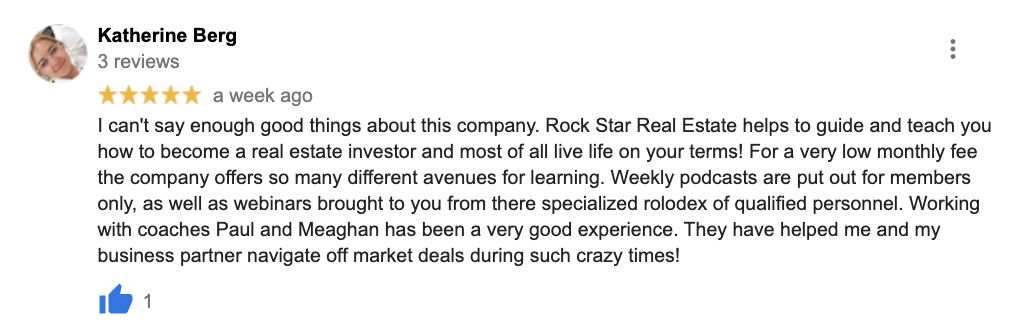 Katherine Berg
3 reviews
a week ago
I can't say enough good things about this company. Rock Star Real Estate helps to guide and teach you
how to become a real estate investor and most of all live life on your terms! For a very low monthly fee
the company offers so many different avenues for learning. Weekly podcasts are put out for members
only, as well as webinars brought to you from there specialized rolodex of qualified personnel. Working
with coaches Paul and Meaghan has been a very good experience. They have helped me and my
business partner navigate off market deals during such crazy times!
1